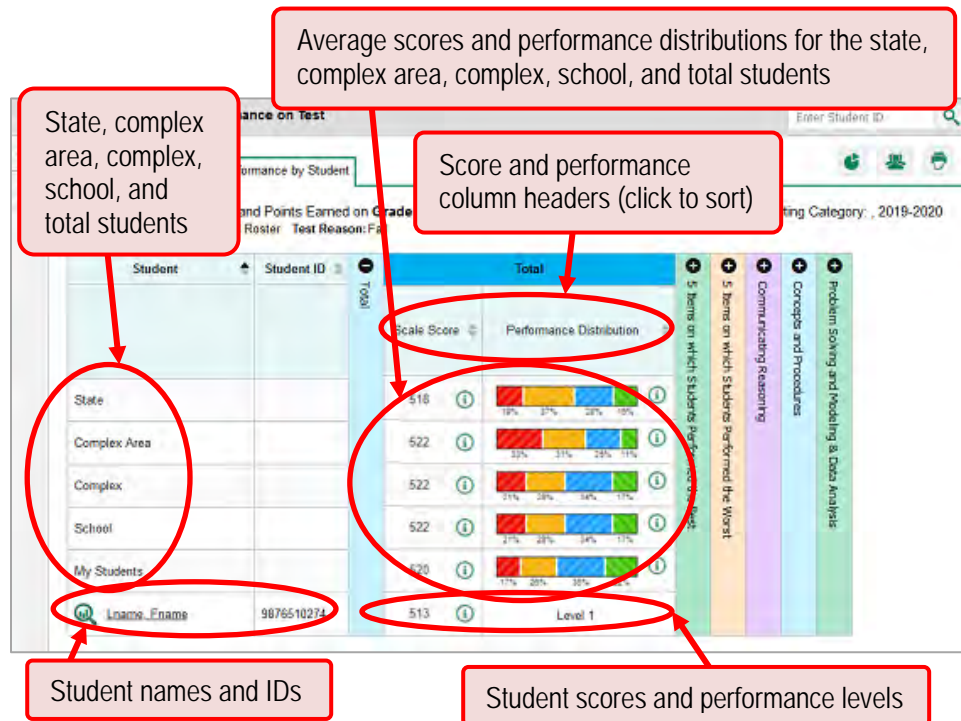 Average scores and performance distributions for the state,
complex area, complex, school, and total students
State, complex
area, complex,
school, and
total students
ance on Test
Enter Student ID
Score and performance
column headers (click to sort)
ormance by Student
and Points Earned on Grade
ting Category: , 2019-2020
Roster Test Reason: Fa
Student
Student ID
Total
Total
Scale Score
Performance Distribution
5 Items on which Students Performed the Best
5 Items on which Students Performed the Worst
Communicating Reasoning
Concepts and Procedures
Problem Solving and Modeling & Data Analysis
State
518
37% 28%
Complex Area
522
33% 31% 25% 11%
Complex
522
21% 28% 34% 17%
School
522
21% 28% 34% 17%
My Students
520
17% 26%
Lname, Fname
9876510274
513
Level 1
Student names and IDs
Student scores and performance levels